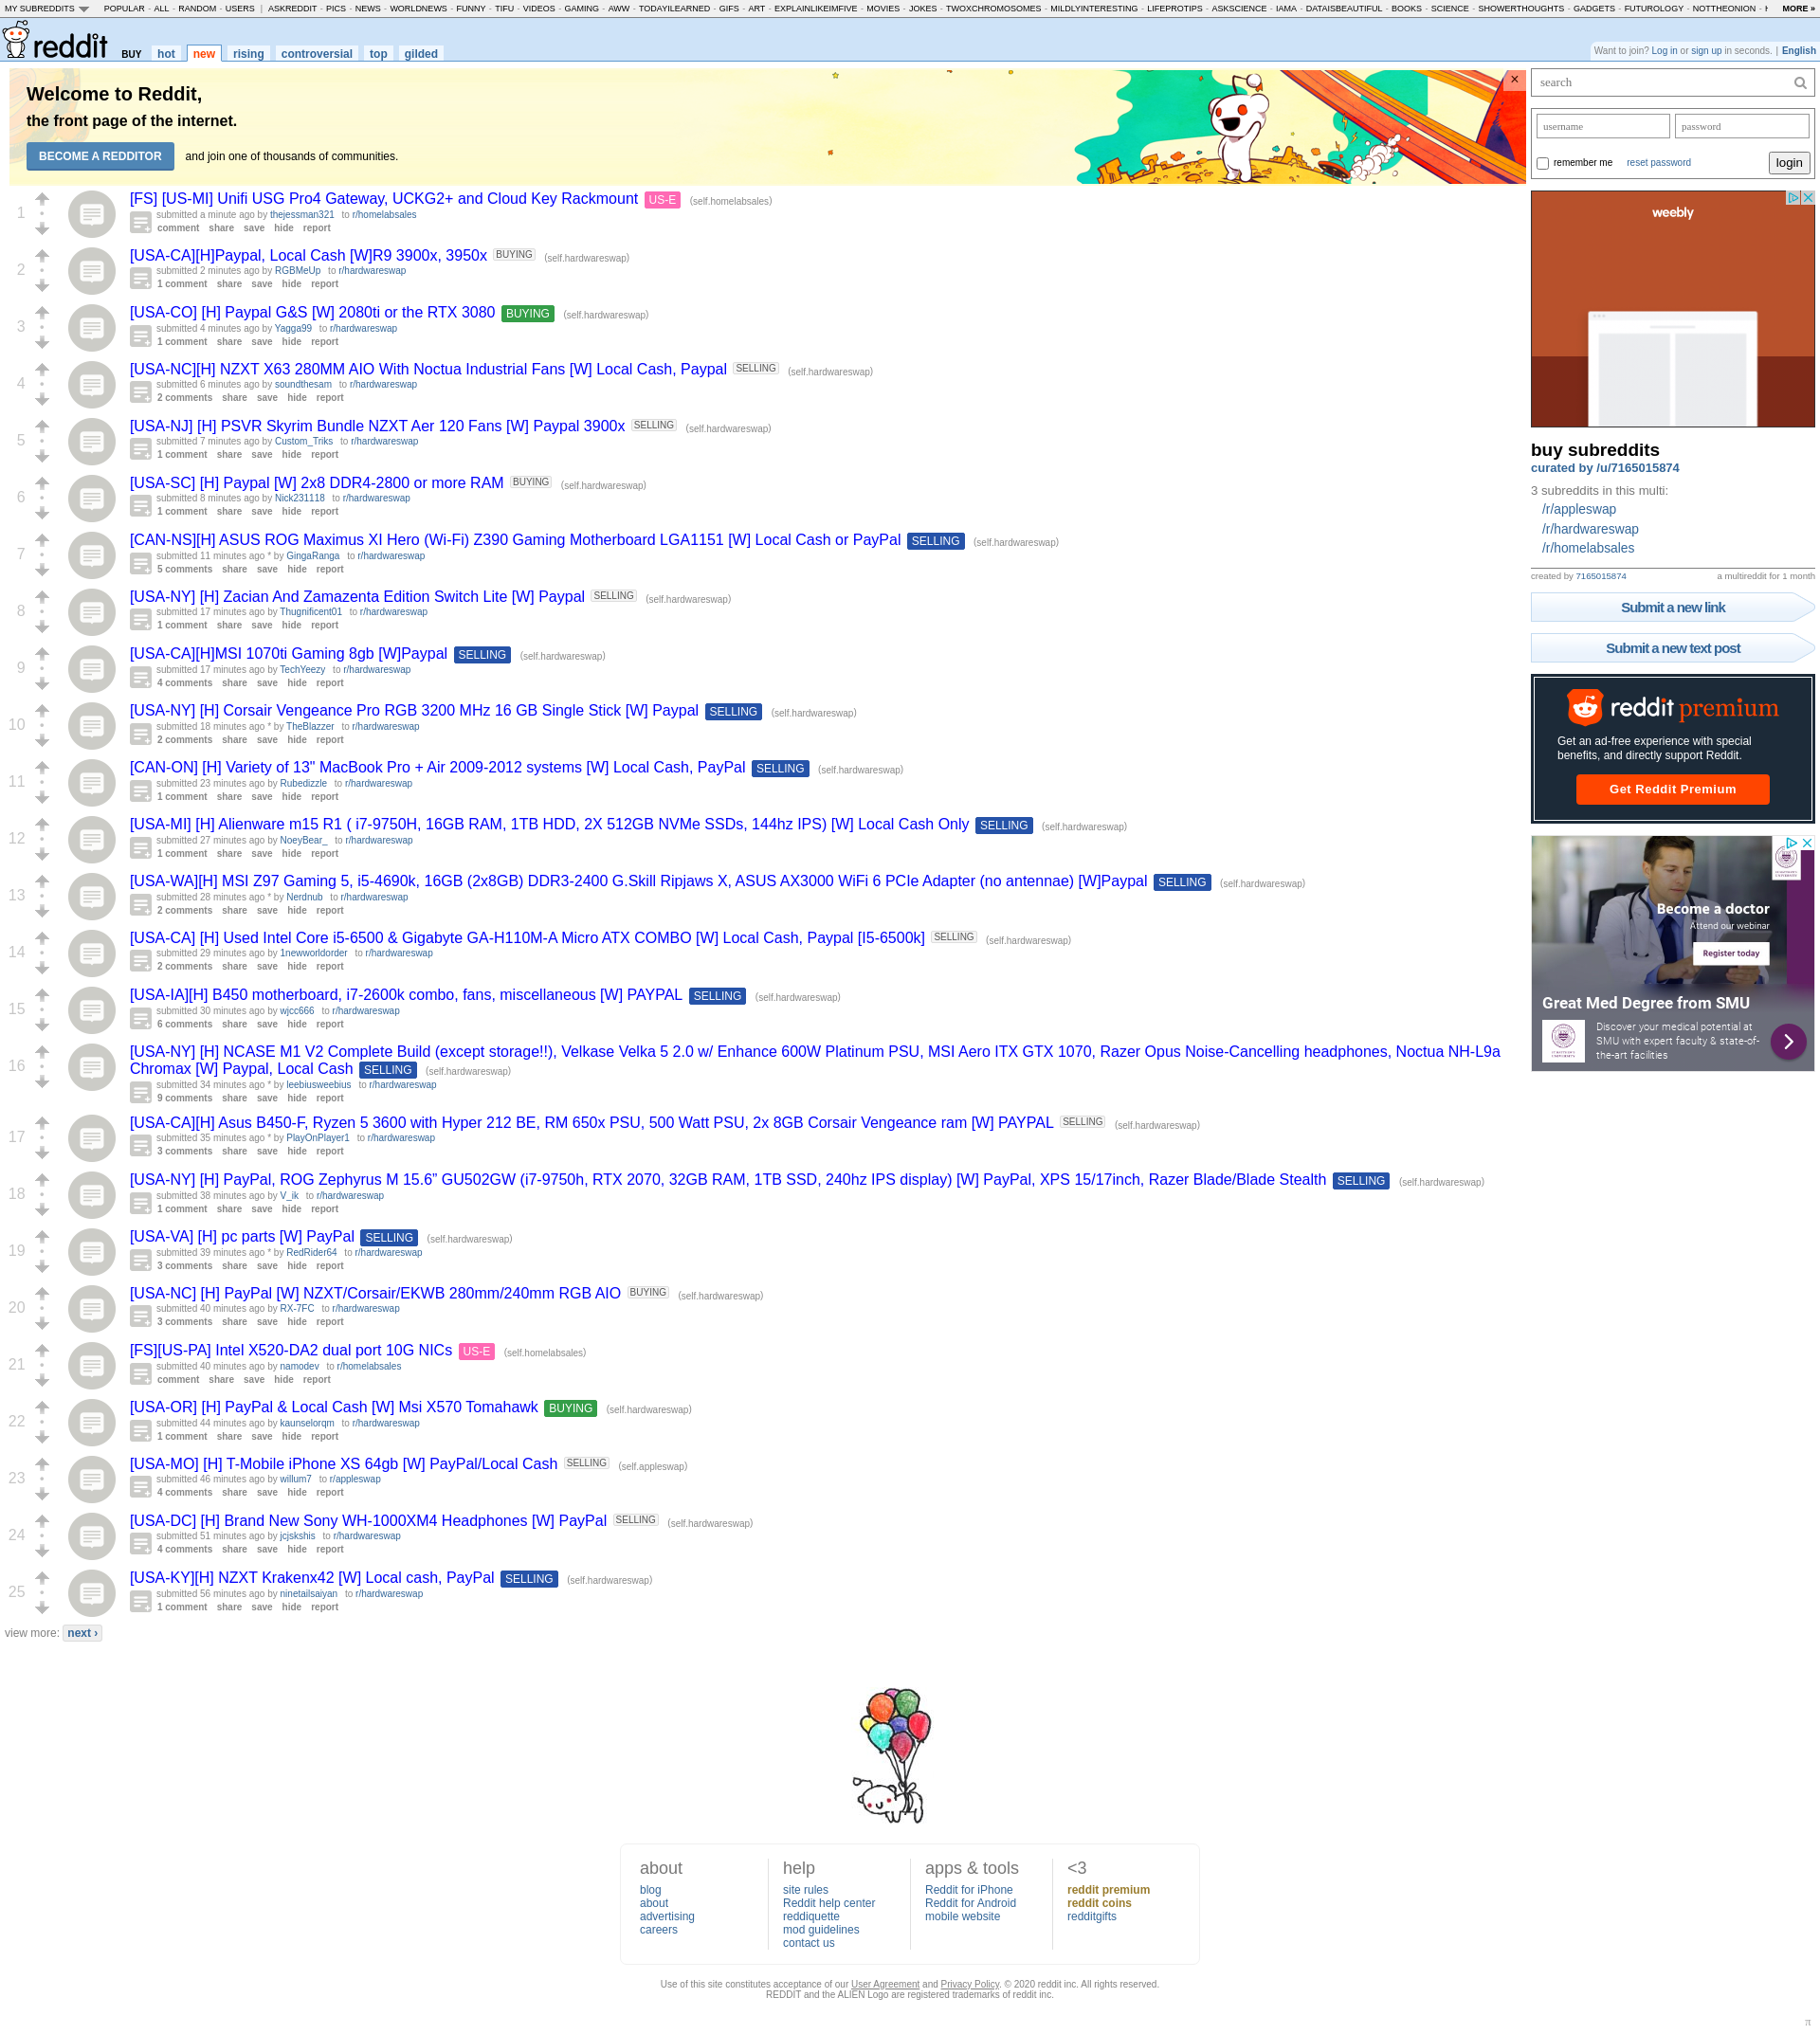 MY SUBREDDITS POPULAR - ALL - RANDOM - USERS | ASKREDDIT - PICS - NEWS - WORLDNEWS - FUNNY - TIFU - VIDEOS - GAMING - AWW - TODAYILEARNED - GIFS - ART - EXPLAINLIKEIMFIVE - MOVIES - JOKES - TWOXCHROMOSOMES - MILDLYINTERESTING - LIFEPROTIPS - ASKSCIENCE - IAMA - DATAISBEAUTIFUL - BOOKS - SCIENCE - SHOWERTHOUGHTS - GADGETS - FUTUROLOGY - NOTTHEONION - MORE »
reddit BUY hot new rising controversial top gilded
Want to join? Log in or sign up in seconds. | English
Welcome to Reddit,
the front page of the internet.
BECOME A REDDITOR and join one of thousands of communities.
×
1
[FS] [US-MI] Unifi USG Pro4 Gateway, UCKG2+ and Cloud Key Rackmount US-E (self.homelabsales)
submitted a minute ago by thejessman321 to r/homelabsales
comment share save hide report
2
[USA-CA][H]Paypal, Local Cash [W]R9 3900x, 3950x BUYING (self.hardwareswap)
submitted 2 minutes ago by RGBMeUp to r/hardwareswap
1 comment share save hide report
3
[USA-CO] [H] Paypal G&S [W] 2080ti or the RTX 3080 BUYING (self.hardwareswap)
submitted 4 minutes ago by Yagga99 to r/hardwareswap
1 comment share save hide report
4
[USA-NC][H] NZXT X63 280MM AIO With Noctua Industrial Fans [W] Local Cash, Paypal SELLING (self.hardwareswap)
submitted 6 minutes ago by soundthesam to r/hardwareswap
2 comments share save hide report
5
[USA-NJ] [H] PSVR Skyrim Bundle NZXT Aer 120 Fans [W] Paypal 3900x SELLING (self.hardwareswap)
submitted 7 minutes ago by Custom_Triks to r/hardwareswap
1 comment share save hide report
6
[USA-SC] [H] Paypal [W] 2x8 DDR4-2800 or more RAM BUYING (self.hardwareswap)
submitted 8 minutes ago by Nick231118 to r/hardwareswap
1 comment share save hide report
7
[CAN-NS][H] ASUS ROG Maximus XI Hero (Wi-Fi) Z390 Gaming Motherboard LGA1151 [W] Local Cash or PayPal SELLING (self.hardwareswap)
submitted 11 minutes ago * by GingaRanga to r/hardwareswap
5 comments share save hide report
8
[USA-NY] [H] Zacian And Zamazenta Edition Switch Lite [W] Paypal SELLING (self.hardwareswap)
submitted 17 minutes ago by Thugnificent01 to r/hardwareswap
1 comment share save hide report
9
[USA-CA][H]MSI 1070ti Gaming 8gb [W]Paypal SELLING (self.hardwareswap)
submitted 17 minutes ago by TechYeezy to r/hardwareswap
4 comments share save hide report
10
[USA-NY] [H] Corsair Vengeance Pro RGB 3200 MHz 16 GB Single Stick [W] Paypal SELLING (self.hardwareswap)
submitted 18 minutes ago * by TheBlazzer to r/hardwareswap
2 comments share save hide report
11
[CAN-ON] [H] Variety of 13" MacBook Pro + Air 2009-2012 systems [W] Local Cash, PayPal SELLING (self.hardwareswap)
submitted 23 minutes ago by Rubedizzle to r/hardwareswap
1 comment share save hide report
12
[USA-MI] [H] Alienware m15 R1 ( i7-9750H, 16GB RAM, 1TB HDD, 2X 512GB NVMe SSDs, 144hz IPS) [W] Local Cash Only SELLING (self.hardwareswap)
submitted 27 minutes ago by NoeyBear_ to r/hardwareswap
1 comment share save hide report
13
[USA-WA][H] MSI Z97 Gaming 5, i5-4690k, 16GB (2x8GB) DDR3-2400 G.Skill Ripjaws X, ASUS AX3000 WiFi 6 PCIe Adapter (no antennae) [W]Paypal SELLING (self.hardwareswap)
submitted 28 minutes ago * by Nerdnub to r/hardwareswap
2 comments share save hide report
14
[USA-CA] [H] Used Intel Core i5-6500 & Gigabyte GA-H110M-A Micro ATX COMBO [W] Local Cash, Paypal [I5-6500k] SELLING (self.hardwareswap)
submitted 29 minutes ago by 1newworldorder to r/hardwareswap
2 comments share save hide report
15
[USA-IA][H] B450 motherboard, i7-2600k combo, fans, miscellaneous [W] PAYPAL SELLING (self.hardwareswap)
submitted 30 minutes ago by wjcc666 to r/hardwareswap
6 comments share save hide report
16
[USA-NY] [H] NCASE M1 V2 Complete Build (except storage!!), Velkase Velka 5 2.0 w/ Enhance 600W Platinum PSU, MSI Aero ITX GTX 1070, Razer Opus Noise-Cancelling headphones, Noctua NH-L9a
Chromax [W] Paypal, Local Cash SELLING (self.hardwareswap)
submitted 34 minutes ago * by leebiusweebius to r/hardwareswap
9 comments share save hide report
17
[USA-CA][H] Asus B450-F, Ryzen 5 3600 with Hyper 212 BE, RM 650x PSU, 500 Watt PSU, 2x 8GB Corsair Vengeance ram [W] PAYPAL SELLING (self.hardwareswap)
submitted 35 minutes ago * by PlayOnPlayer1 to r/hardwareswap
3 comments share save hide report
18
[USA-NY] [H] PayPal, ROG Zephyrus M 15.6” GU502GW (i7-9750h, RTX 2070, 32GB RAM, 1TB SSD, 240hz IPS display) [W] PayPal, XPS 15/17inch, Razer Blade/Blade Stealth SELLING (self.hardwareswap)
submitted 38 minutes ago by V_ik to r/hardwareswap
1 comment share save hide report
19
[USA-VA] [H] pc parts [W] PayPal SELLING (self.hardwareswap)
submitted 39 minutes ago * by RedRider64 to r/hardwareswap
3 comments share save hide report
20
[USA-NC] [H] PayPal [W] NZXT/Corsair/EKWB 280mm/240mm RGB AIO BUYING (self.hardwareswap)
submitted 40 minutes ago by RX-7FC to r/hardwareswap
3 comments share save hide report
21
[FS][US-PA] Intel X520-DA2 dual port 10G NICs US-E (self.homelabsales)
submitted 40 minutes ago by namodev to r/homelabsales
comment share save hide report
22
[USA-OR] [H] PayPal & Local Cash [W] Msi X570 Tomahawk BUYING (self.hardwareswap)
submitted 44 minutes ago by kaunselorqm to r/hardwareswap
1 comment share save hide report
23
[USA-MO] [H] T-Mobile iPhone XS 64gb [W] PayPal/Local Cash SELLING (self.appleswap)
submitted 46 minutes ago by willum7 to r/appleswap
4 comments share save hide report
24
[USA-DC] [H] Brand New Sony WH-1000XM4 Headphones [W] PayPal SELLING (self.hardwareswap)
submitted 51 minutes ago by jcjskshis to r/hardwareswap
4 comments share save hide report
25
[USA-KY][H] NZXT Krakenx42 [W] Local cash, PayPal SELLING (self.hardwareswap)
submitted 56 minutes ago by ninetailsaiyan to r/hardwareswap
1 comment share save hide report
view more: next ›
search
username password
remember me reset password login
weebly
buy subreddits
curated by /u/7165015874
3 subreddits in this multi:
/r/appleswap
/r/hardwareswap
/r/homelabsales
created by 7165015874 a multireddit for 1 month
Submit a new link
Submit a new text post
reddit premium
Get an ad-free experience with special
benefits, and directly support Reddit.
Get Reddit Premium
Become a doctor
Attend our webinar
Register today
Great Med Degree from SMU
Discover your medical potential at
SMU with expert faculty & state-of-
the-art facilities
about
blog
about
advertising
careers
help
site rules
Reddit help center
reddiquette
mod guidelines
contact us
apps & tools
Reddit for iPhone
Reddit for Android
mobile website
<3
reddit premium
reddit coins
redditgifts
Use of this site constitutes acceptance of our User Agreement and Privacy Policy. © 2020 reddit inc. All rights reserved.
REDDIT and the ALIEN Logo are registered trademarks of reddit inc.
π